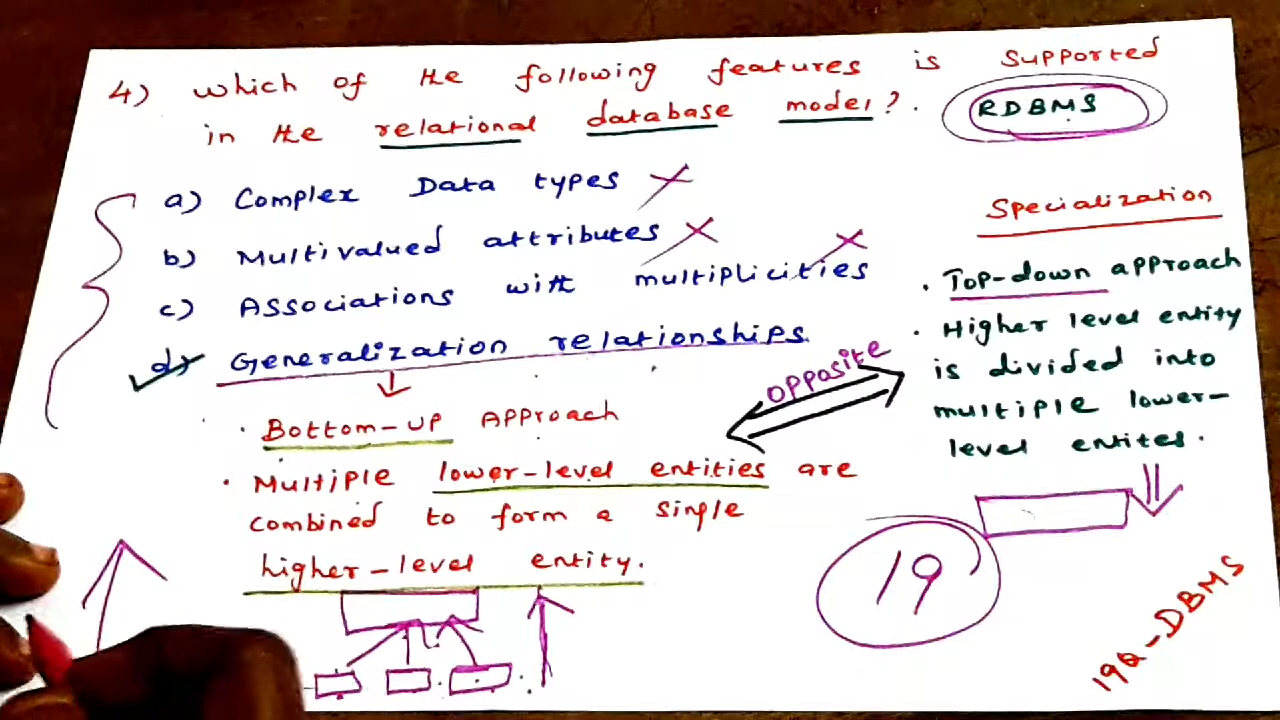 4) which of the following features is supported
in the relational database model?. RDBMS
a) Complex Data types
b) Multivalued attributes
c) Associations with multiplicities
d) Generalization relationships.
Bottom-up Approach
Multiple lower-level entities are
combined to form a single
higher-level entity.
opposite
Specialization
Top-down approach
Higher level entity
is divided into
multiple lower-
level entites.
19
19Q-DBMS